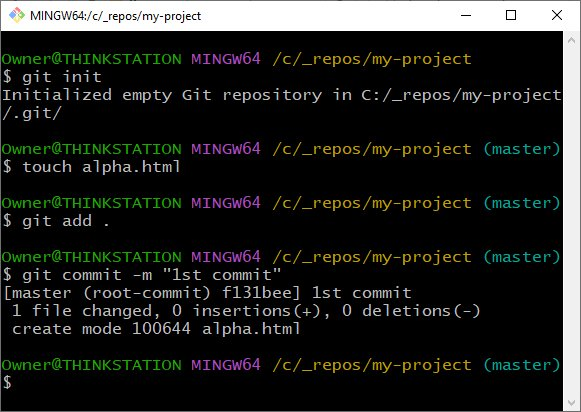 MINGW64:/c/_repos/my-project
Owner@THINKSTATION MINGW64 /c/_repos/my-project
$ git init
Initialized empty Git repository in C:/_repos/my-project
/.git/
Owner@THINKSTATION MINGW64 /c/_repos/my-project (master)
$ touch alpha.html
Owner@THINKSTATION MINGW64 /c/_repos/my-project (master)
$ git add .
Owner@THINKSTATION MINGW64 /c/_repos/my-project (master)
$ git commit -m "1st commit"
[master (root-commit) f131bee] 1st commit
 1 file changed, 0 insertions(+), 0 deletions(-)
 create mode 100644 alpha.html
Owner@THINKSTATION MINGW64 /c/_repos/my-project (master)
$